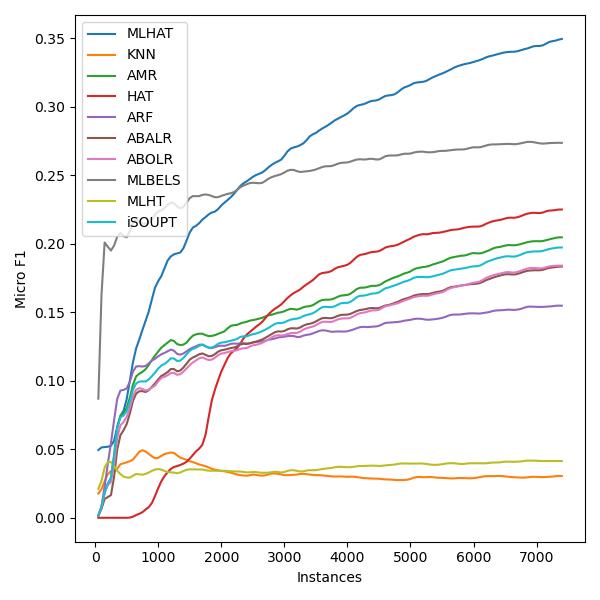 MLHAT
KNN
AMR
HAT
ARF
ABALR
ABOLR
MLBELS
MLHT
iSOUPT
Micro F1
0.35
0.30
0.25
0.20
0.15
0.10
0.05
0.00
0 1000 2000 3000 4000 5000 6000 7000
Instances